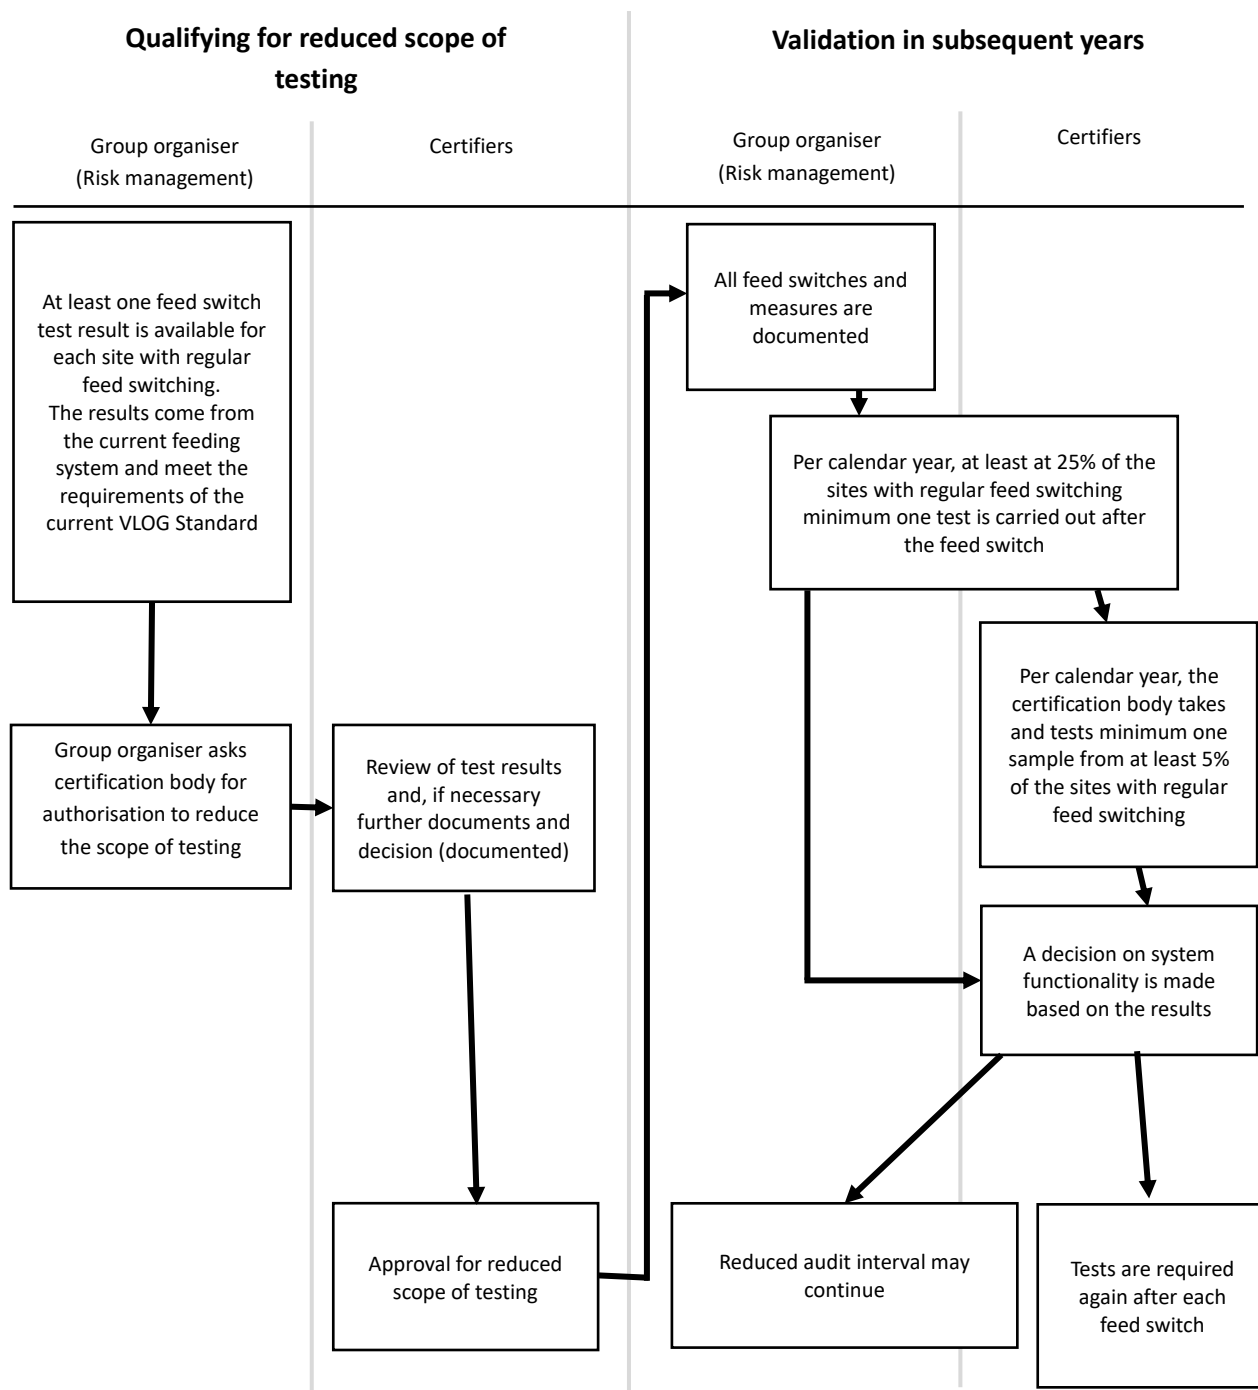 Qualifying for reduced scope of
testing
Validation in subsequent years
Group organiser
(Risk management)
Certifiers
Group organiser
(Risk management)
Certifiers
At least one feed switch
test result is available for
each site with regular
feed switching.
The results come from
the current feeding
system and meet the
requirements of the
current VLOG Standard
Group organiser asks
certification body for
authorisation to reduce
the scope of testing
Review of test results
and, if necessary
further documents and
decision (documented)
Approval for reduced
scope of testing
All feed switches and
measures are
documented
Per calendar year, at least at 25% of the
sites with regular feed switching
minimum one test is carried out after
the feed switch
Per calendar year, the
certification body takes
and tests minimum one
sample from at least 5%
of the sites with regular
feed switching
A decision on system
functionality is made
based on the results
Reduced audit interval may
continue
Tests are required
again after each
feed switch